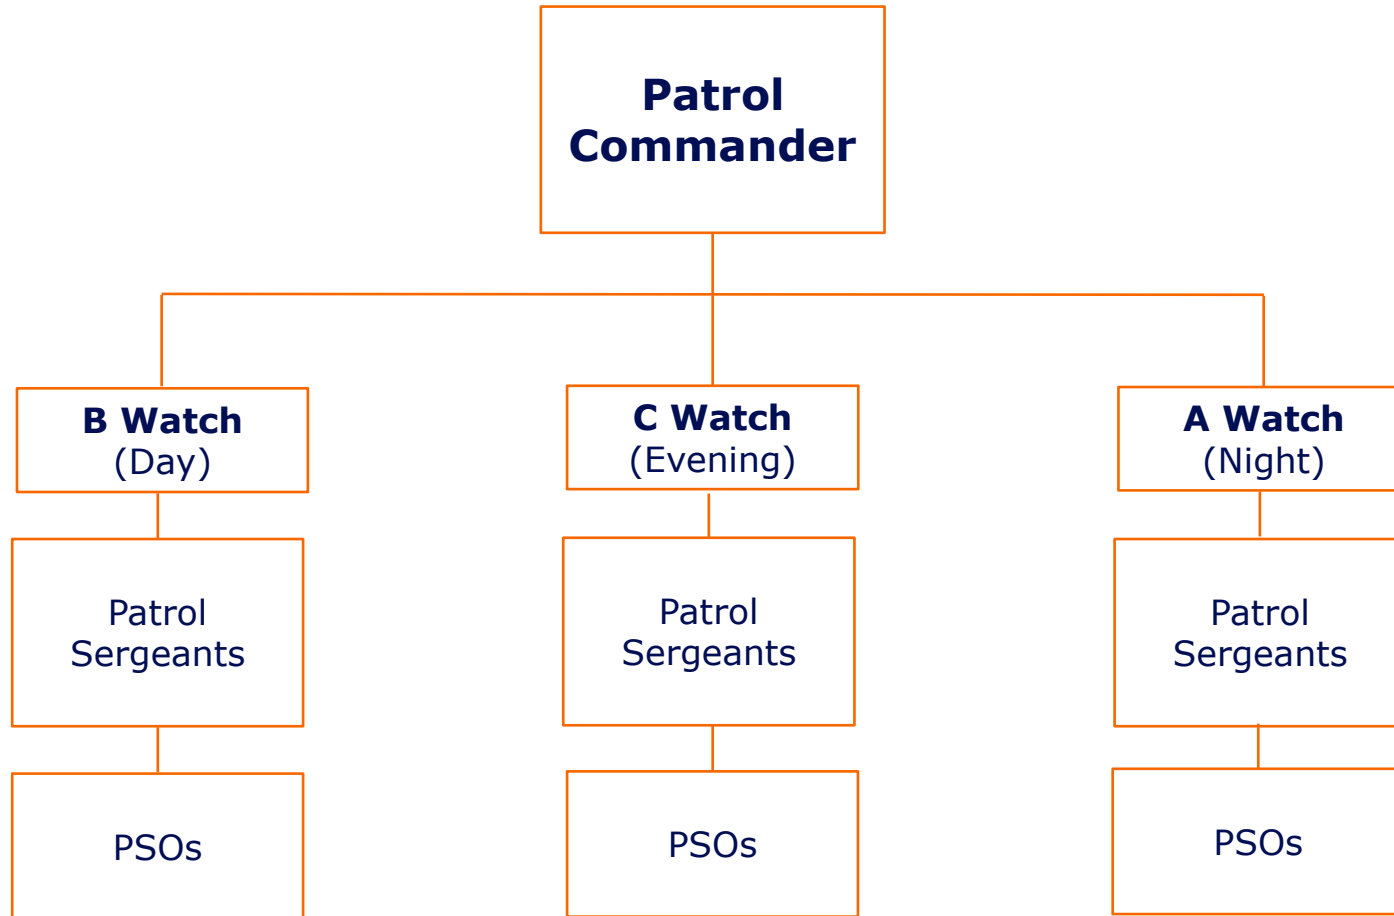 Patrol
Commander
B Watch
(Day)
C Watch
(Evening)
A Watch
(Night)
Patrol
Sergeants
Patrol
Sergeants
Patrol
Sergeants
PSOs
PSOs
PSOs